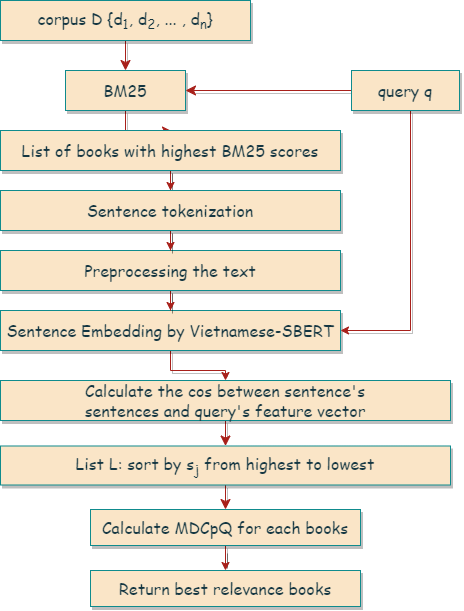 corpus D {d1, d2, ... , dn}
BM25
query q
List of books with highest BM25 scores
Sentence tokenization
Preprocessing the text
Sentence Embedding by Vietnamese-SBERT
Calculate the cos between sentence's
sentences and query's feature vector
List L: sort by sj from highest to lowest
Calculate MDCpQ for each books
Return best relevance books